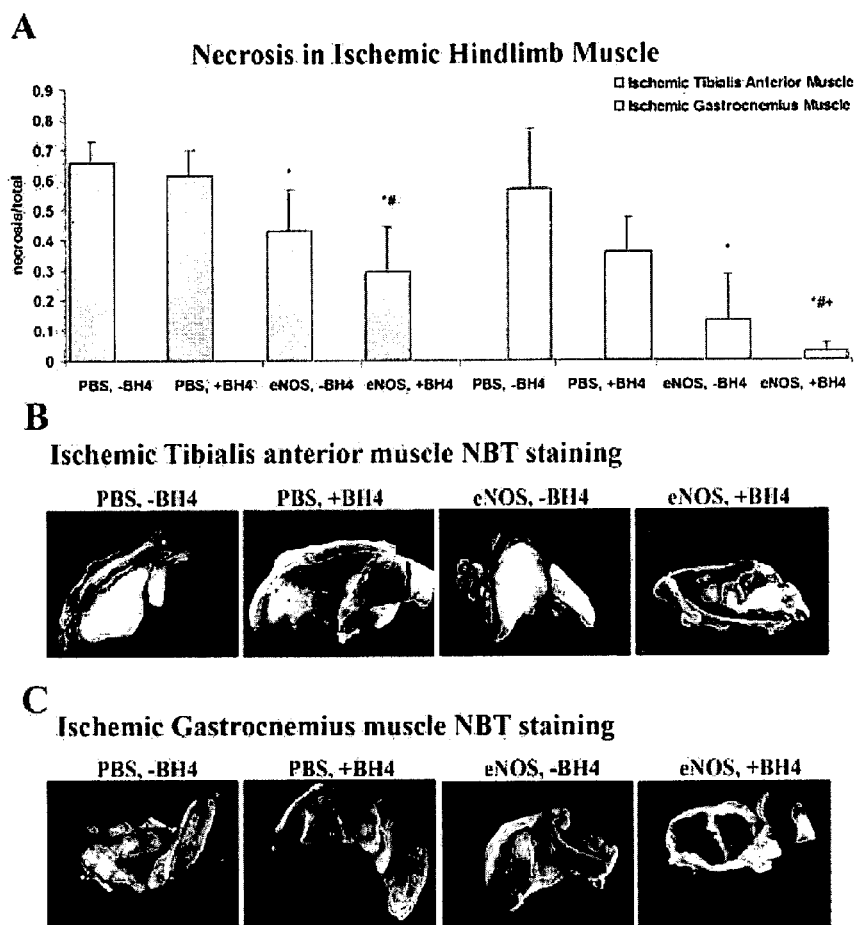 A
Necrosis in Ischemic Hindlimb Muscle
Ischemic Tibialis Anterior Muscle
Ischemic Gastrocnemius Muscle
necrosis/total
0.9
0.8
0.7
0.6
0.5
0.4
0.3
0.2
0.1
0
*
*#
*
*#+
PBS, -BH4 PBS, +BH4 eNOS, -BH4 eNOS, +BH4 PBS, -BH4 PBS, +BH4 eNOS, -BH4 eNOS, +BH4
B
Ischemic Tibialis anterior muscle NBT staining
PBS, -BH4 PBS, +BH4 eNOS, -BH4 eNOS, +BH4
C
Ischemic Gastrocnemius muscle NBT staining
PBS, -BH4 PBS, +BH4 eNOS, -BH4 eNOS, +BH4